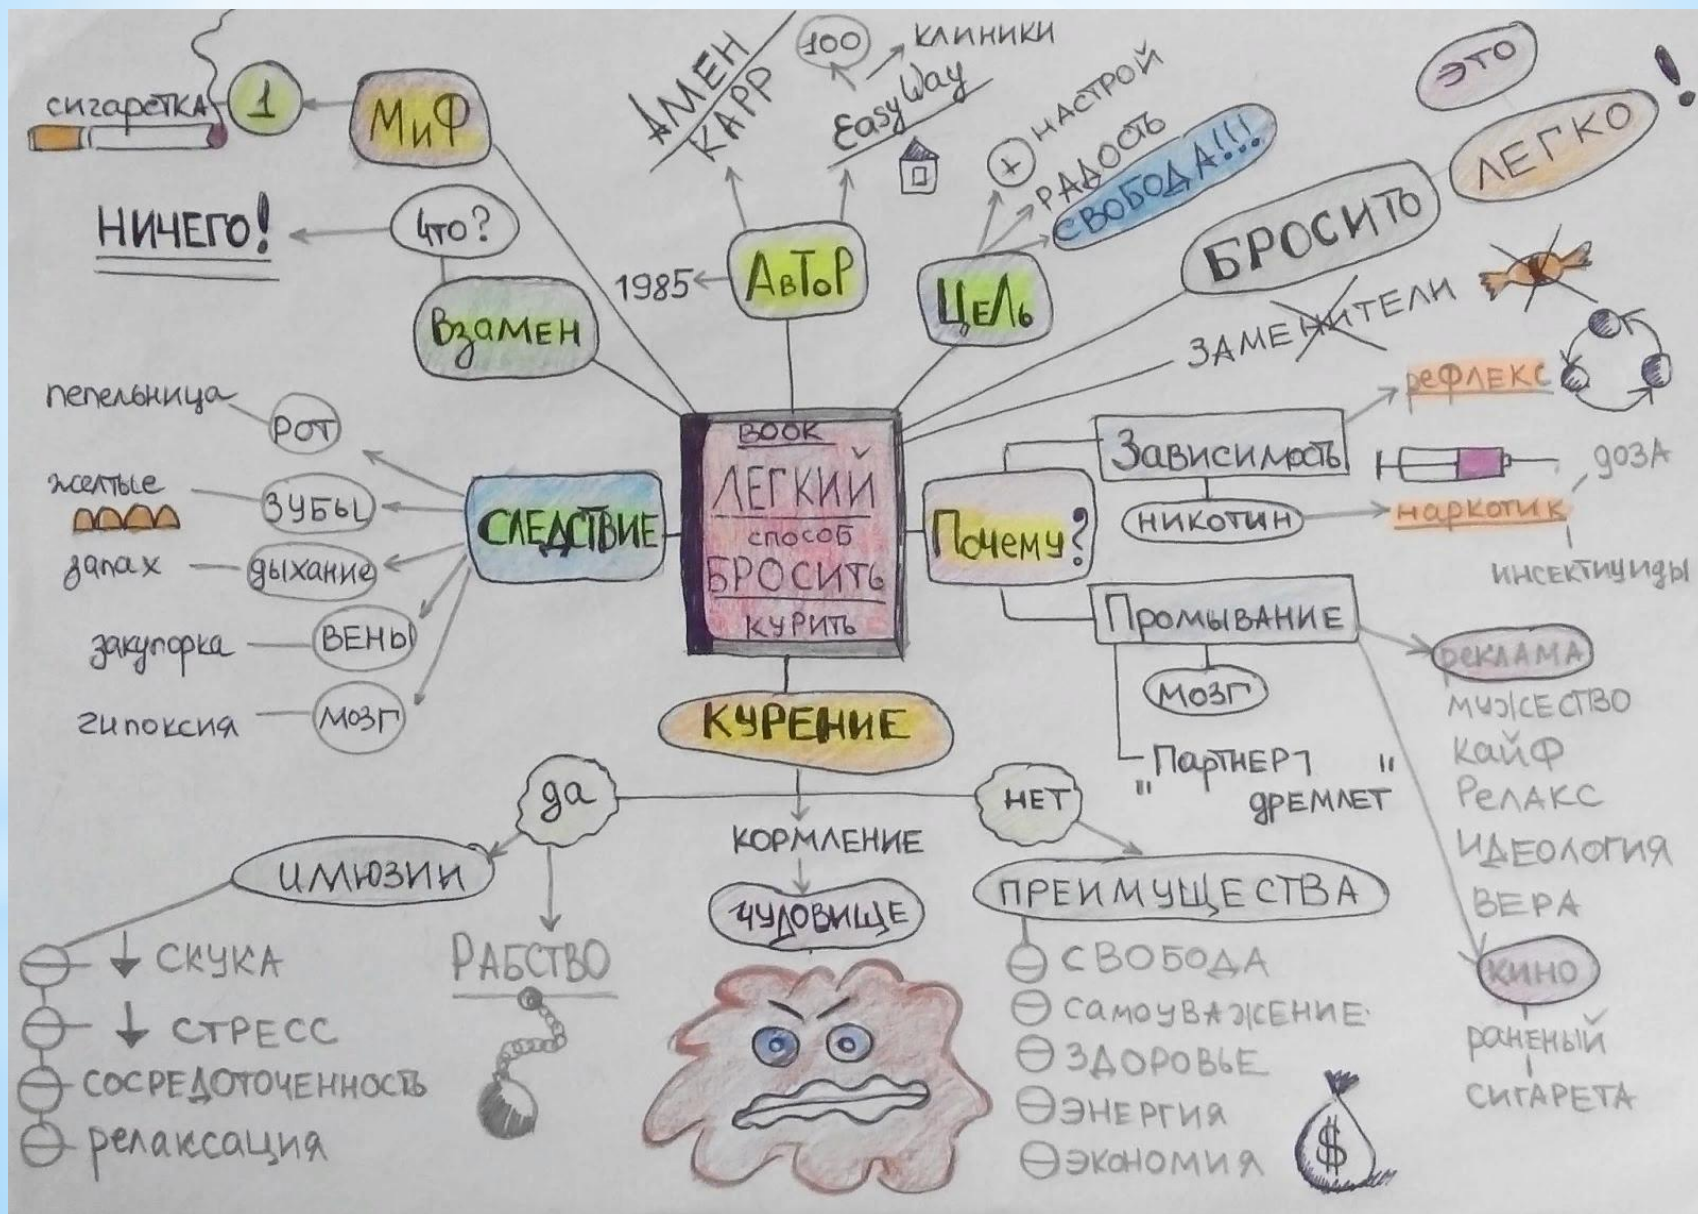 сигаретка
1
МиФ
НИЧЕГО!
что?
Взамен
АЛЛЕН
КАРР
100
КЛИНИКИ
EasyWay
1985
АвТоР
+
НАСТРОЙ
РАДОСТЬ
СВОБОДА!!!
ЦЕЛЬ
ЭТО
ЛЕГКО!
БРОСИТЬ
ЗАМЕНИТЕЛИ
пепельница
РОТ
желтые
ЗУБЫ
запах
дыхание
закупорка
ВЕНЫ
гипоксия
МОЗГ
СЛЕДСТВИЕ
BOOK
ЛЕГКИЙ
СПОСОБ
БРОСИТЬ
КУРИТЬ
Почему?
Зависимость
рефлекс
никотин
наркотик
доза
инсектициды
Промывание
МОЗГ
"Партнер
дремлет"
реклама
мужество
кайф
Релакс
идеология
ВЕРА
КИНО
раненый
сигарета
КУРЕНИЕ
да
НЕТ
КОРМЛЕНИЕ
ЧУДОВИЩЕ
ИЛЛЮЗИИ
СКУКА
СТРЕСС
СОСРЕДОТОЧЕННОСТЬ
релаксация
РАБСТВО
ПРЕИМУЩЕСТВА
СВОБОДА
самоуважение
ЗДОРОВЬЕ
ЭНЕРГИЯ
экономия
$